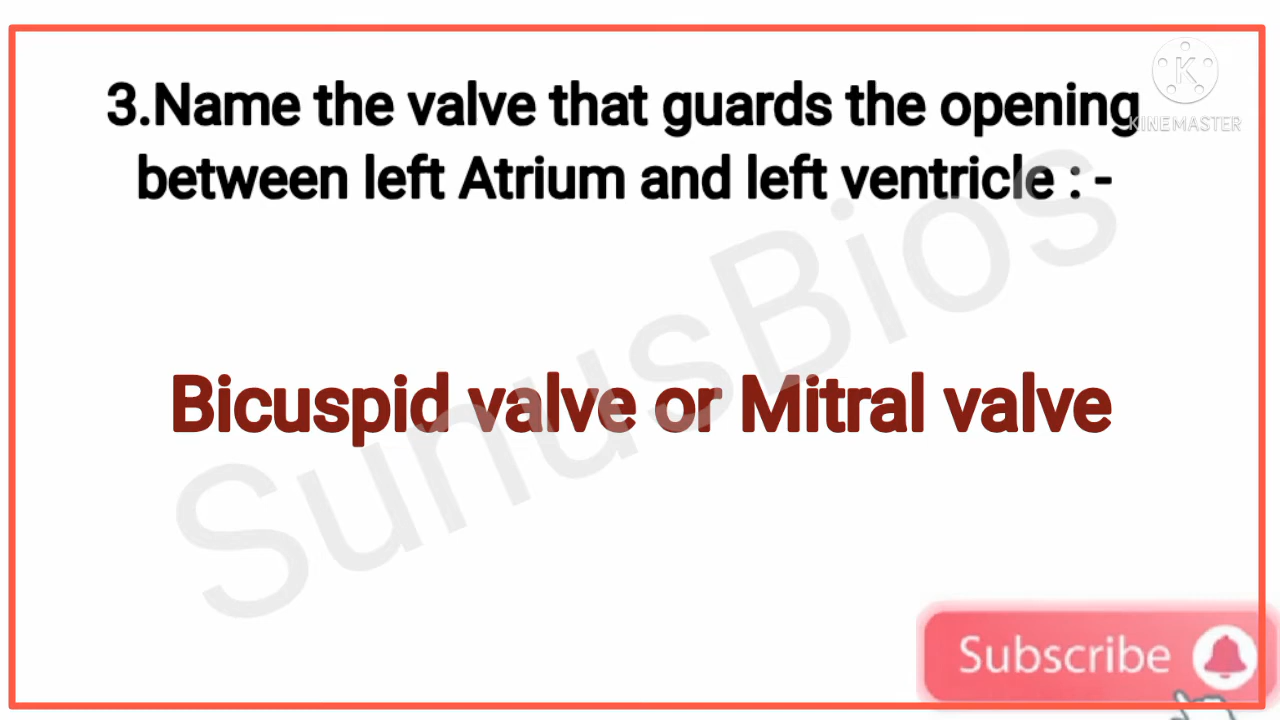 3.Name the valve that guards the opening
between left Atrium and left ventricle : -
K
KINEMASTER
Bicuspid valve or Mitral valve
SunusBios
Subscribe